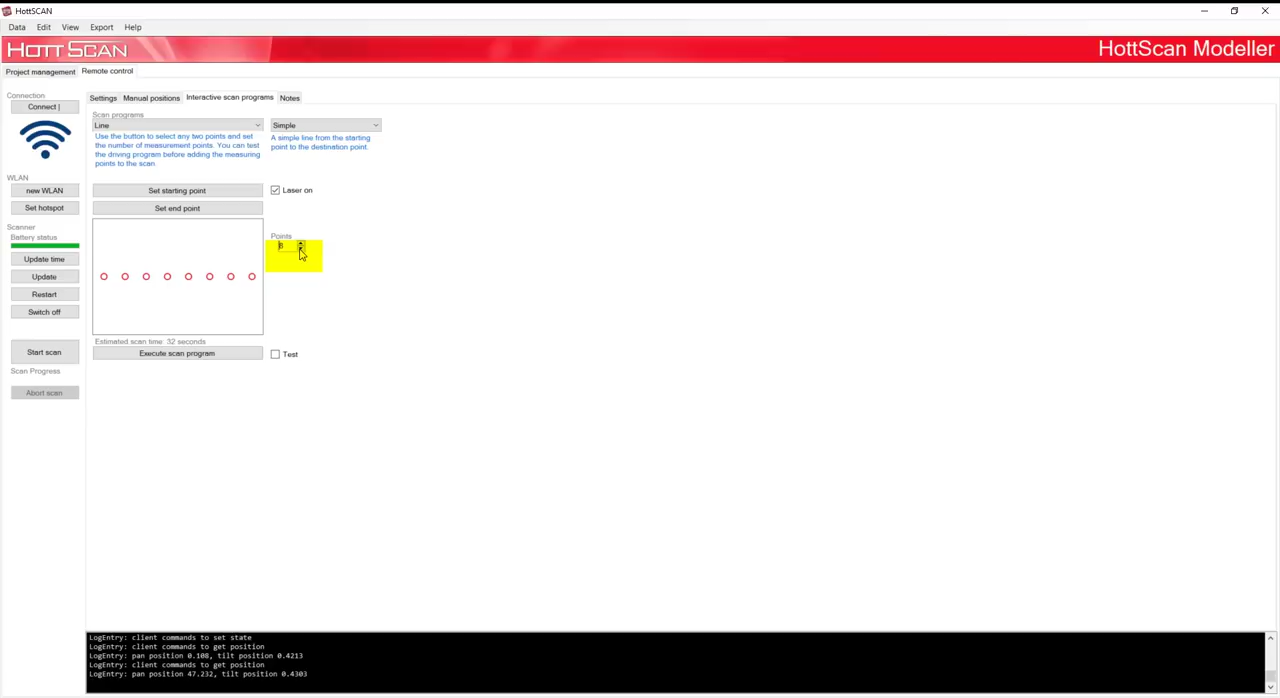 HottSCAN
Data Edit View Export Help
HOTTSCAN
HottScan Modeller
Project management Remote control
Connection
Connect |
WLAN
new WLAN
Set hotspot
Scanner
Battery status
Update time
Update
Restart
Switch off
Start scan
Scan Progress
Abort scan
Settings Manual positions Interactive scan programs Notes
Scan programs
Line
Use the button to select any two points and set
the number of measurement points. You can test
the driving program before adding the measuring
points to the scan.
Simple
A simple line from the starting
point to the destination point.
Set starting point
Laser on
Set end point
Points
8
Estimated scan time: 32 seconds
Execute scan program
Test
LogEntry: client commands to set state
LogEntry: client commands to get position
LogEntry: pan position 0.108, tilt position 0.4213
LogEntry: client commands to get position
LogEntry: pan position 47.232, tilt position 0.4303